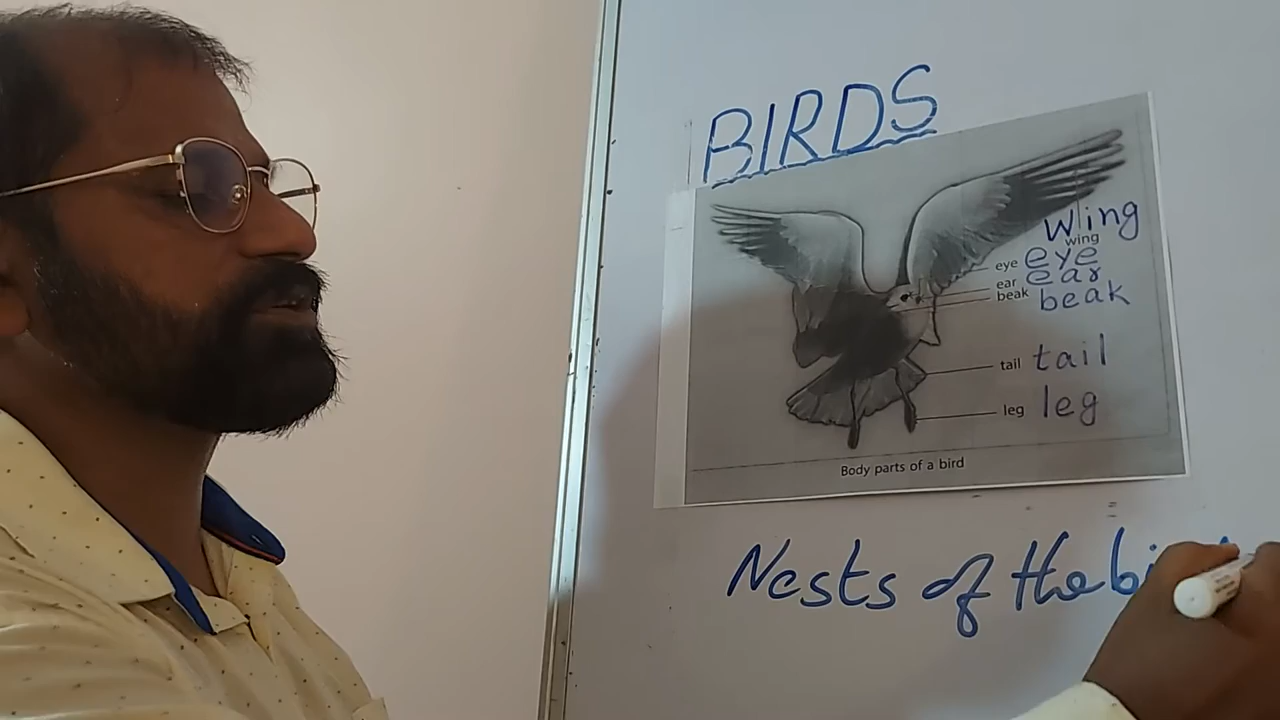 BIRDS
Wing
wing
eye eye
ear ear
beak beak
tail tail
leg leg
Body parts of a bird
Nests of the